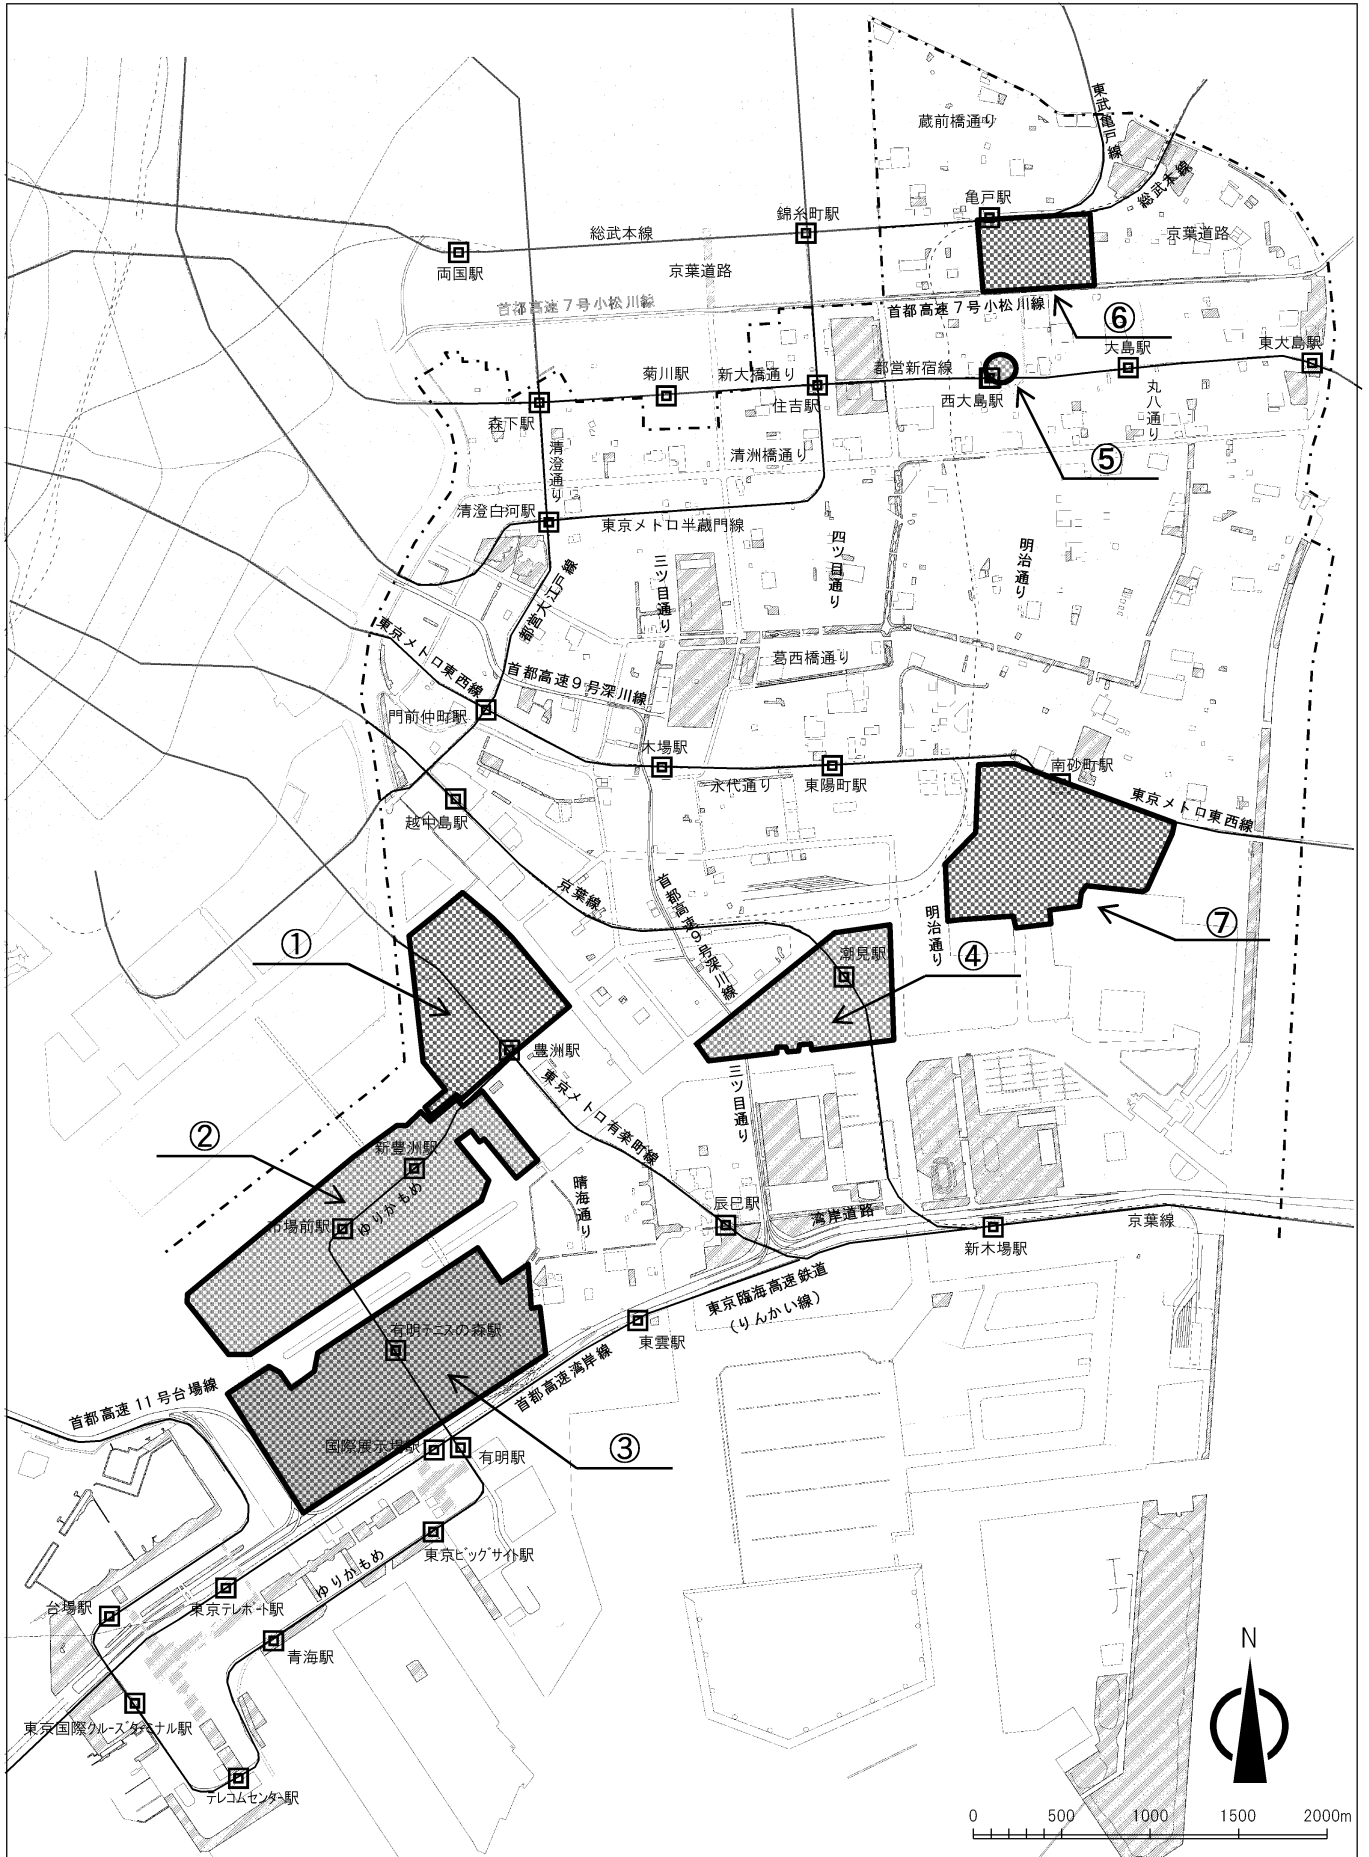 東武亀戸線
蔵前橋通り
総武本線
亀戸駅
錦糸町駅
総武本線
京葉道路
両国駅
京葉道路
首都高速７号小松川線
首都高速７号小松川線
⑥
大島駅
東大島駅
都営新宿線
新大橋通り
菊川駅
西大島駅
住吉駅
丸八通り
森下駅
清澄通り
清洲橋通り
⑤
清澄白河駅
東京メトロ半蔵門線
四ツ目通り
明治通り
三ツ目通り
都営大江戸線
東京メトロ東西線
葛西橋通り
首都高速９号深川線
門前仲町駅
木場駅
南砂町駅
永代通り
東陽町駅
東京メトロ東西線
越中島駅
京葉線
首都高速９号深川線
明治通り
⑦
①
潮見駅
④
豊洲駅
東京メトロ有楽町線
三ツ目通り
②
新豊洲駅
晴海通り
ゆりかもめ
市場前駅
辰巳駅
湾岸道路
京葉線
新木場駅
東京臨海高速鉄道
(りんかい線)
東雲駅
有明テニスの森駅
首都高速湾岸線
首都高速11号台場線
③
国際展示場駅
有明駅
東京ビッグサイト駅
ゆりかもめ
台場駅
東京テレポート駅
青海駅
東京国際クルーズターミナル駅
テレコムセンター駅
N
0 500 1000 1500 2000m